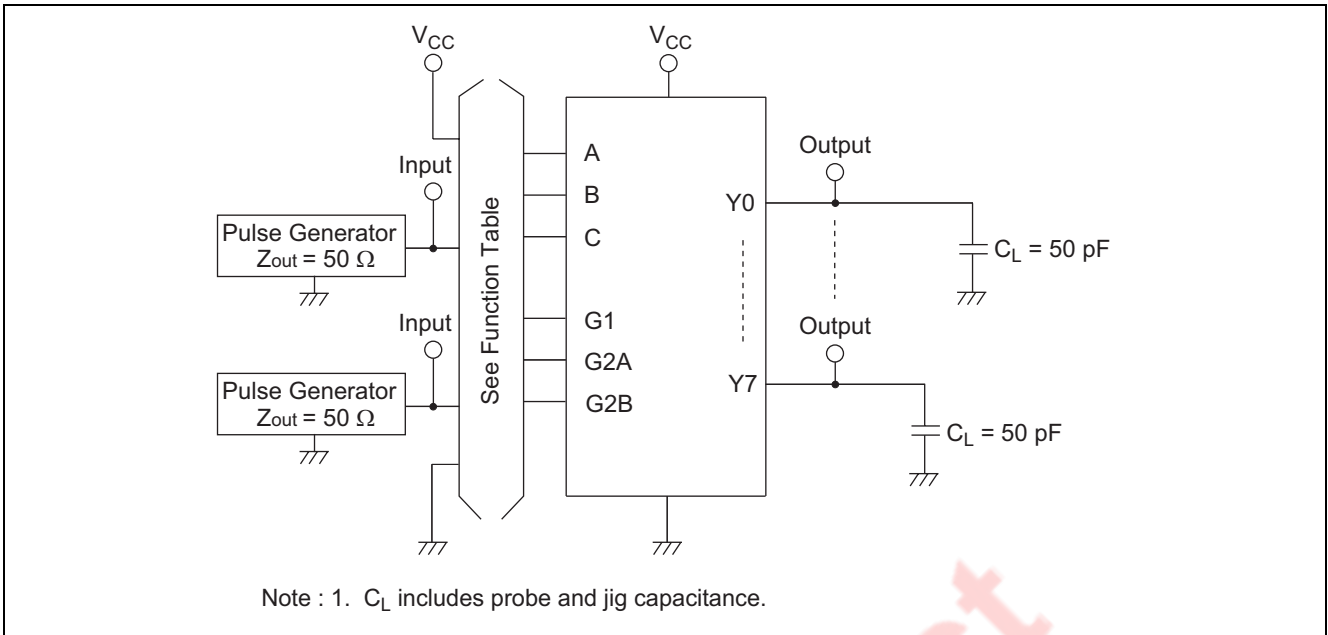 VCC
VCC
Input
Pulse Generator
Zout = 50 Ω
Input
Pulse Generator
Zout = 50 Ω
See Function Table
A
B
C
G1
G2A
G2B
Y0
Y7
Output
CL = 50 pF
Output
CL = 50 pF
Note : 1. CL includes probe and jig capacitance.